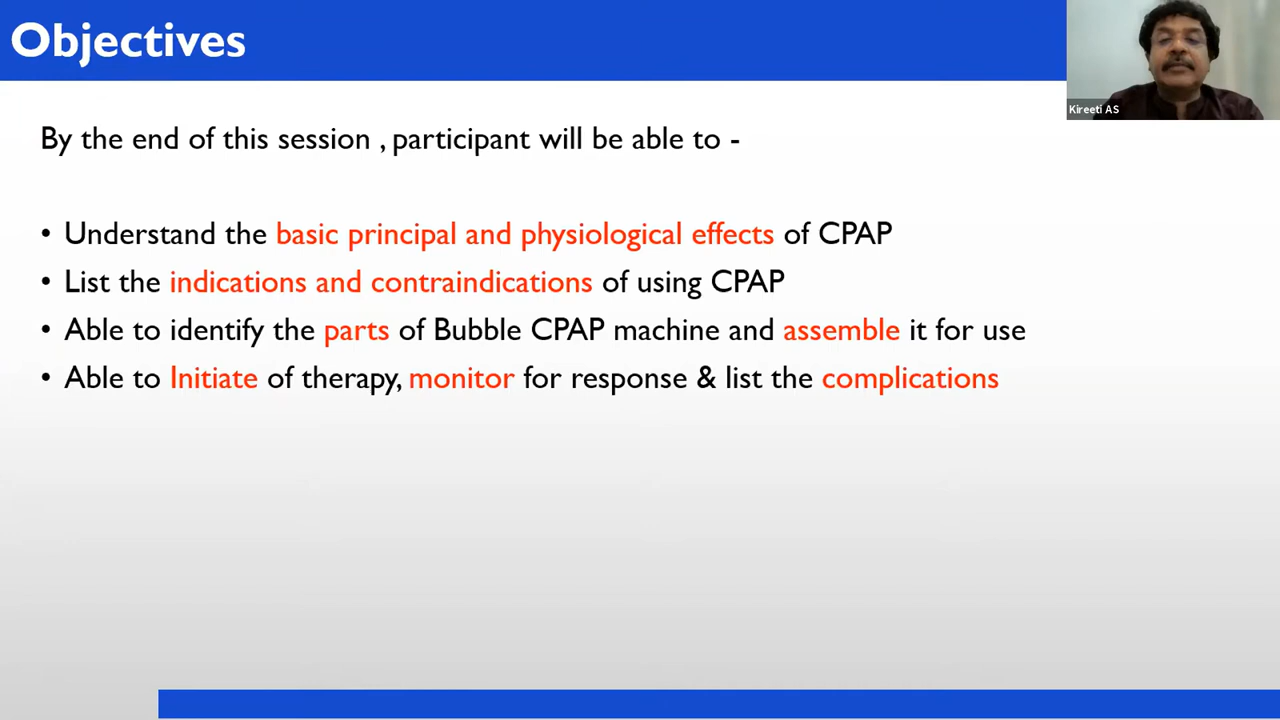 Objectives
Kireeti AS
By the end of this session , participant will be able to -
• Understand the basic principal and physiological effects of CPAP
• List the indications and contraindications of using CPAP
• Able to identify the parts of Bubble CPAP machine and assemble it for use
• Able to Initiate of therapy, monitor for response & list the complications